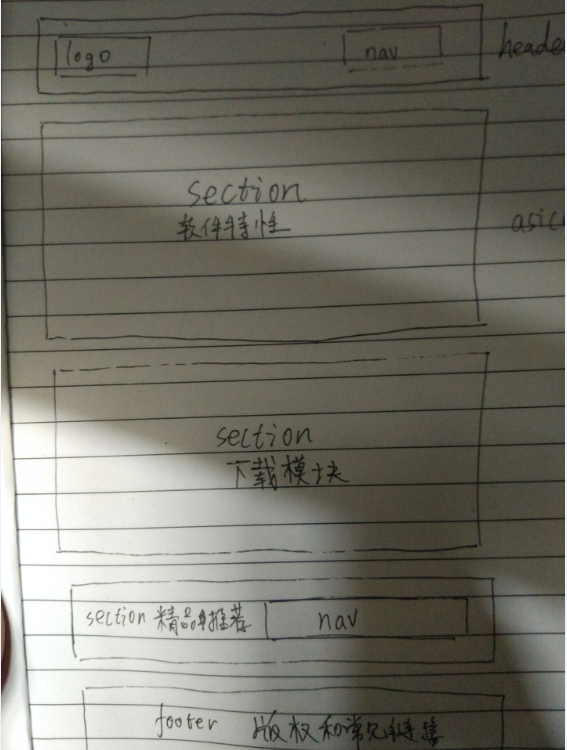 logo
nav
heade
section
软件特性
section
下载模块
section 精品推荐
nav
footer 版权和常见链接